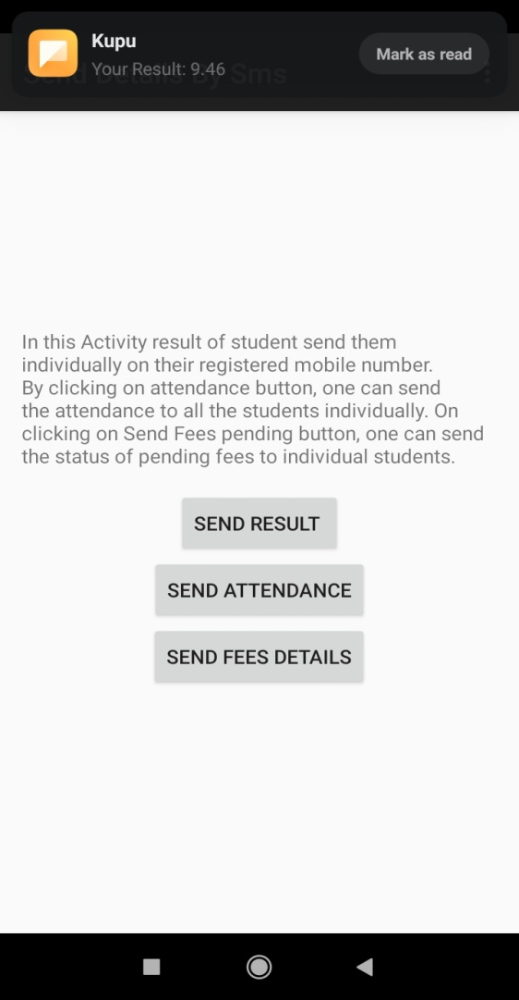 Kupu
Your Result: 9.46
Mark as read
Send Details By Sms
In this Activity result of student send them
individually on their registered mobile number.
By clicking on attendance button, one can send
the attendance to all the students individually. On
clicking on Send Fees pending button, one can send
the status of pending fees to individual students.
SEND RESULT
SEND ATTENDANCE
SEND FEES DETAILS